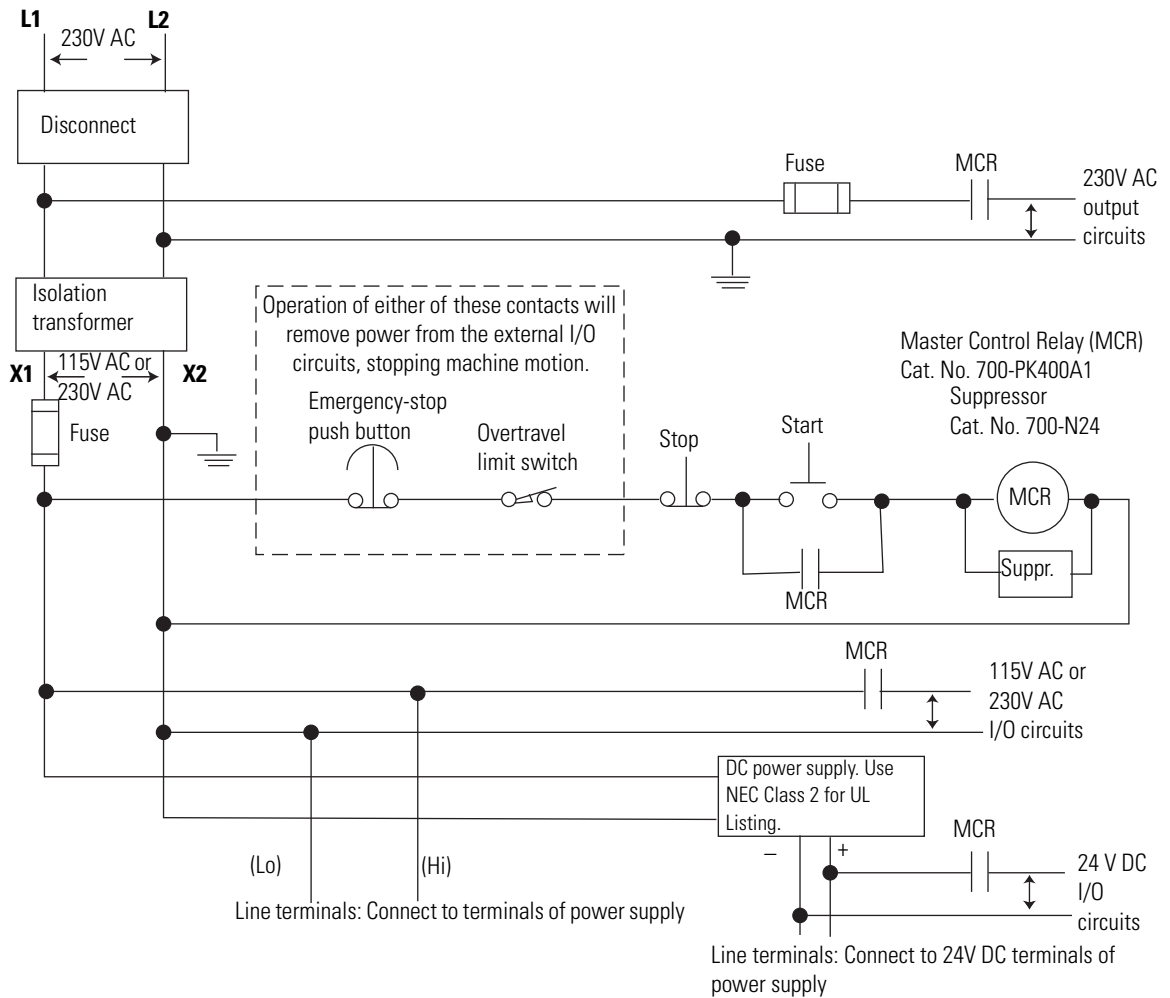 L1
L2
230V AC
Disconnect
Fuse
MCR
230V AC
output
circuits
Isolation
transformer
Operation of either of these contacts will
remove power from the external I/O
circuits, stopping machine motion.
Master Control Relay (MCR)
Cat. No. 700-PK400A1
Suppressor
Cat. No. 700-N24
X1
115V AC or
230V AC
X2
Fuse
Emergency-stop
push button
Overtravel
limit switch
Stop
Start
MCR
Suppr.
MCR
MCR
115V AC or
230V AC
I/O circuits
DC power supply. Use
NEC Class 2 for UL
Listing.
MCR
– +
(Lo)
(Hi)
24 V DC
I/O
circuits
Line terminals: Connect to terminals of power supply
Line terminals: Connect to 24V DC terminals of
power supply